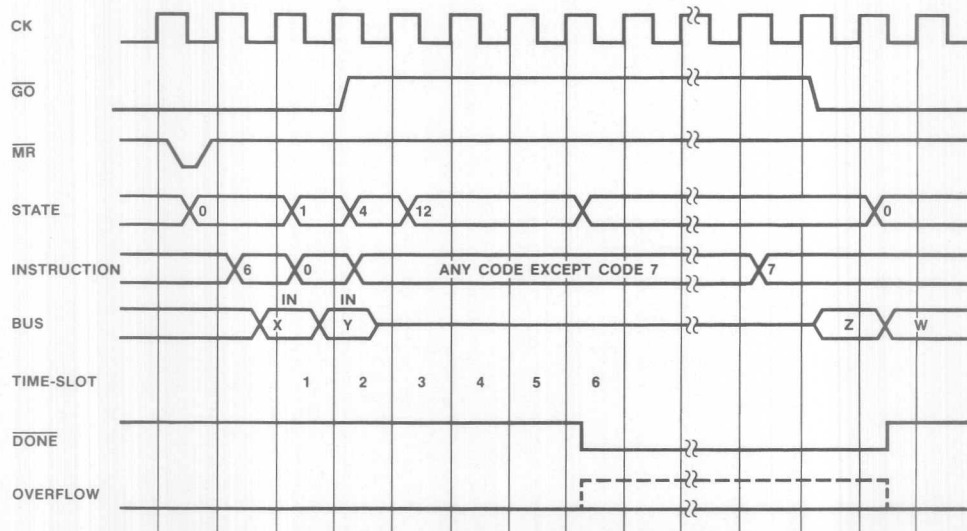 CK
GO
MR
STATE 0 1 4 12 0
INSTRUCTION 6 0 ANY CODE EXCEPT CODE 7 7
IN IN
BUS X Y Z W
TIME-SLOT 1 2 3 4 5 6
DONE
OVERFLOW